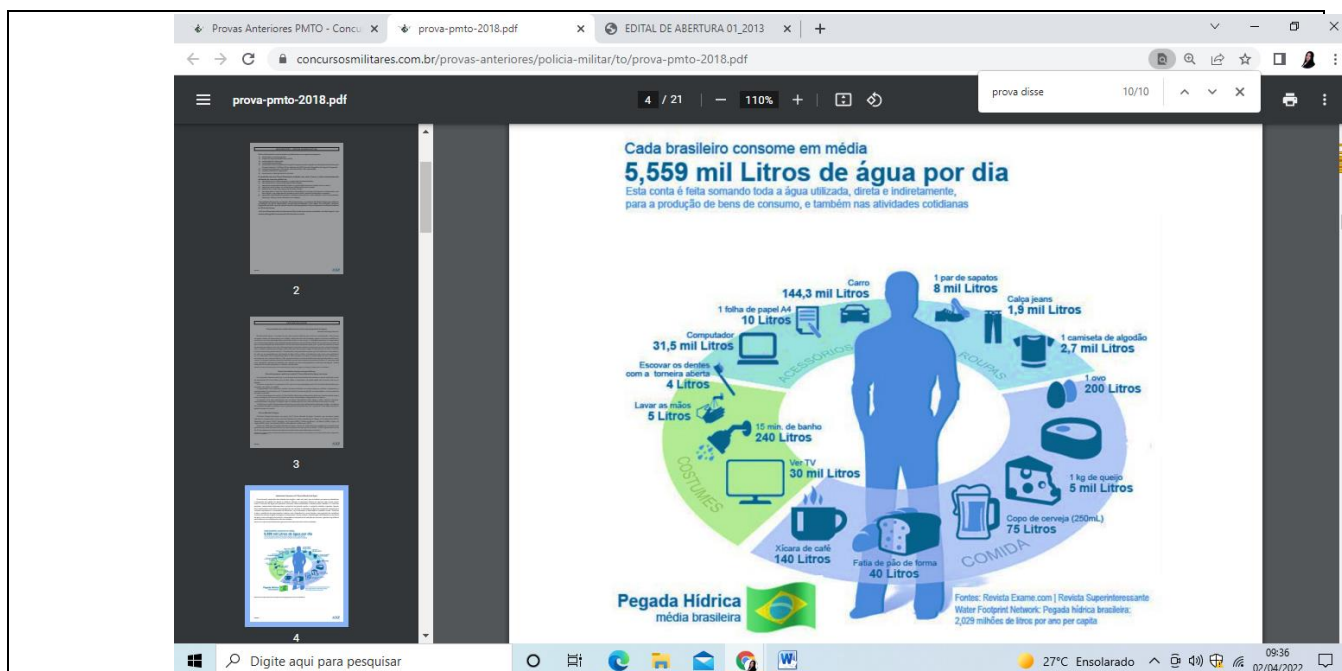 Provas Anteriores PMTO - Concu
prova-pmto-2018.pdf
EDITAL DE ABERTURA 01_2013
concursosmilitares.com.br/provas-anteriores/policia-militar/to/prova-pmto-2018.pdf
prova-pmto-2018.pdf
4 / 21
110%
prova disse
10/10
2
3
4
Cada brasileiro consome em média
5,559 mil Litros de água por dia
Esta conta é feita somando toda a água utilizada, direta e indiretamente,
para a produção de bens de consumo, e também nas atividades cotidianas
Carro
144,3 mil Litros
1 par de sapatos
8 mil Litros
1 folha de papel A4
10 Litros
Calça jeans
1,9 mil Litros
Computador
31,5 mil Litros
1 camiseta de algodão
2,7 mil Litros
ACESSÓRIOS
ROUPAS
Escovar os dentes
com a torneira aberta
4 Litros
1 ovo
200 Litros
Lavar as mãos
5 Litros
15 min. de banho
240 Litros
Ver TV
30 mil Litros
COSTUMES
1 kg de queijo
5 mil Litros
Copo de cerveja (250mL)
75 Litros
COMIDA
Xícara de café
140 Litros
Fatia de pão de forma
40 Litros
Pegada Hídrica
média brasileira
Fontes: Revista Exame.com | Revista Superinteressante
Water Footprint Network: Pegada hídrica brasileira:
2,029 milhões de litros por ano per capita
Digite aqui para pesquisar
W
27°C Ensolarado
09:36
02/04/2022